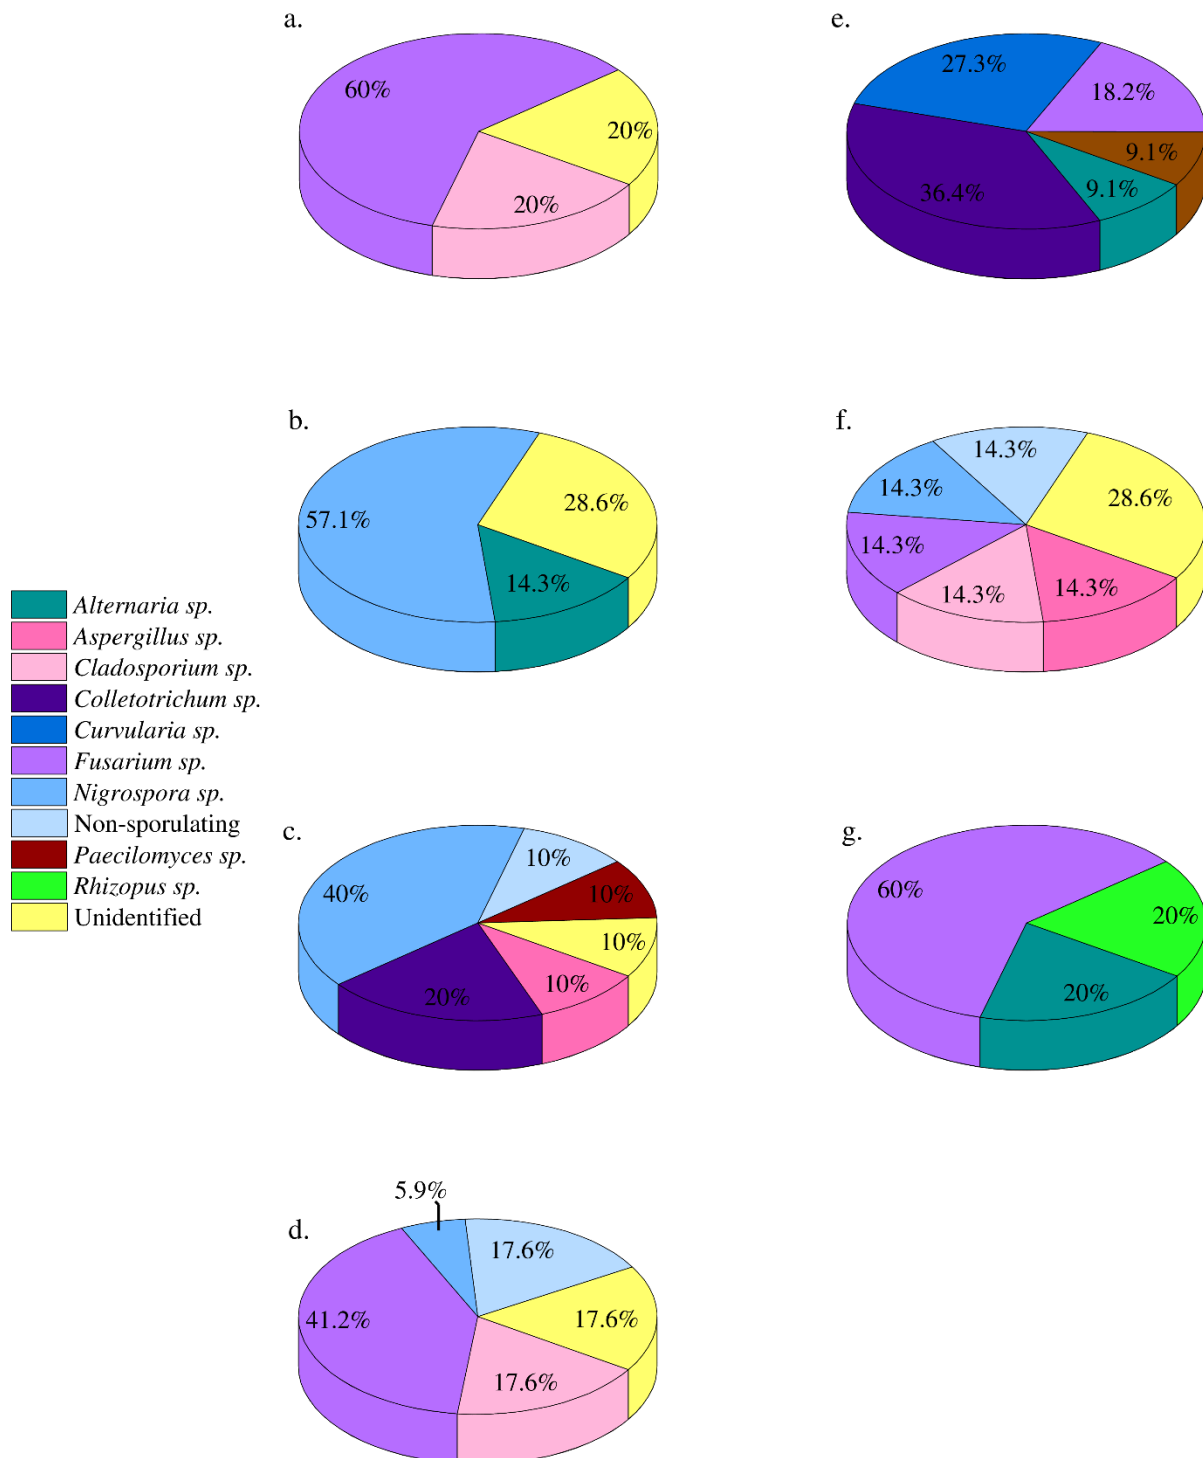 a.
60%
20%
20%
e.
27.3%
18.2%
9.1%
9.1%
36.4%
b.
57.1%
28.6%
14.3%
f.
14.3%
14.3%
28.6%
14.3%
14.3%
14.3%
Alternaria sp.
Aspergillus sp.
Cladosporium sp.
Colletotrichum sp.
Curvularia sp.
Fusarium sp.
Nigrospora sp.
Non-sporulating
Paecilomyces sp.
Rhizopus sp.
Unidentified
c.
10%
40%
10%
10%
10%
20%
g.
60%
20%
20%
d.
5.9%
17.6%
41.2%
17.6%
17.6%